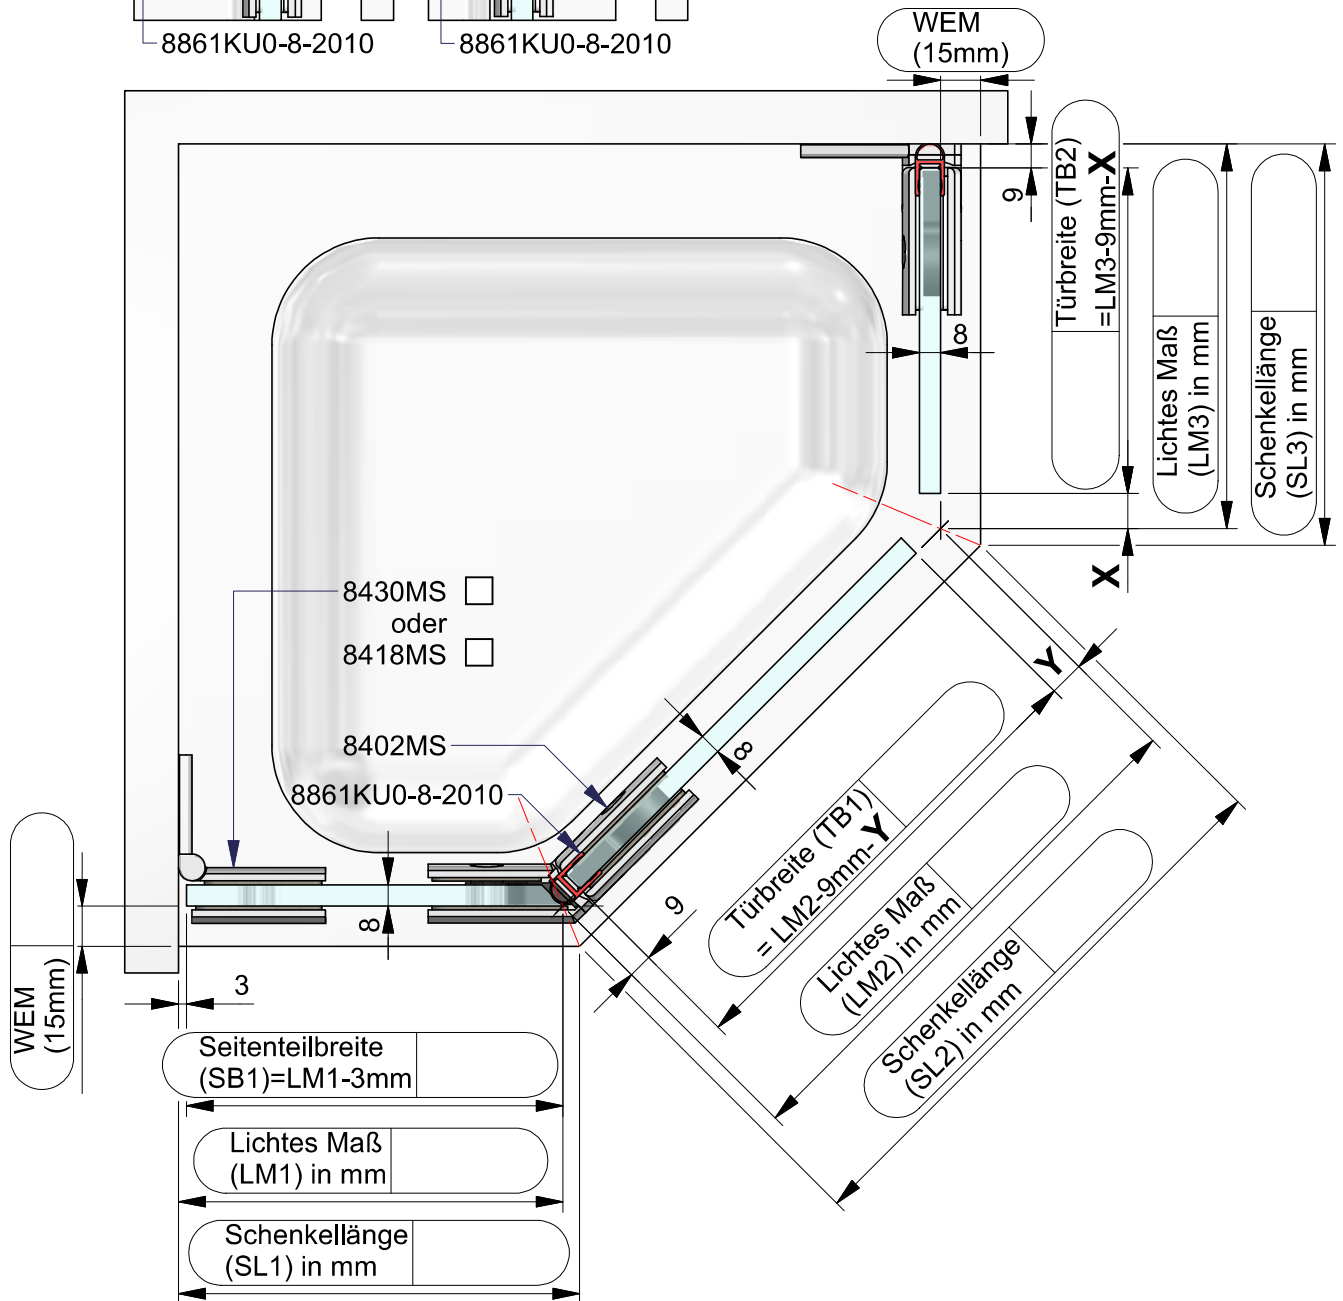 8861KU0-8-2010
8861KU0-8-2010
WEM
(15mm)
9
Türbreite (TB2)
=LM3-9mm-X
Lichtes Maß
(LM3) in mm
Schenkellänge
(SL3) in mm
8
X
8430MS
oder
8418MS
8402MS
8861KU0-8-2010
8
Y
Türbreite (TB1)
= LM2-9mm-Y
Lichtes Maß
(LM2) in mm
Schenkellänge
(SL2) in mm
9
8
WEM
(15mm)
3
Seitenteilbreite
(SB1)=LM1-3mm
Lichtes Maß
(LM1) in mm
Schenkellänge
(SL1) in mm